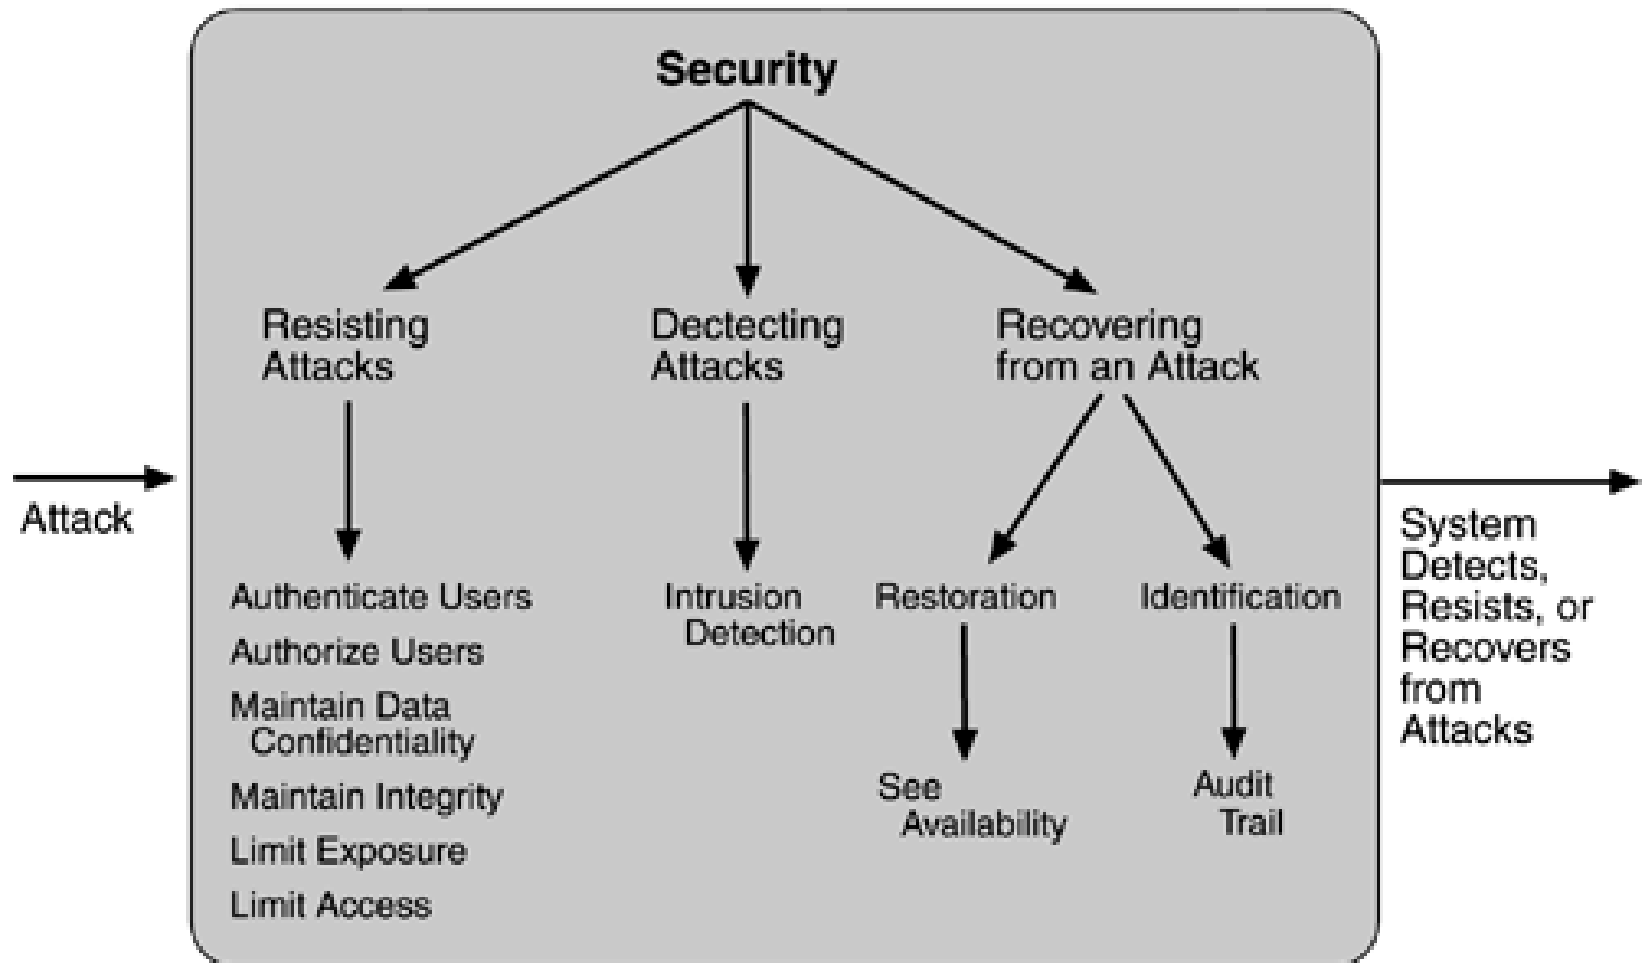 Security
Resisting
Attacks
Dectecting
Attacks
Recovering
from an Attack
Attack
Authenticate Users
Authorize Users
Maintain Data
Confidentiality
Maintain Integrity
Limit Exposure
Limit Access
Intrusion
Detection
Restoration
See
Availability
Identification
Audit
Trail
System
Detects,
Resists, or
Recovers
from
Attacks